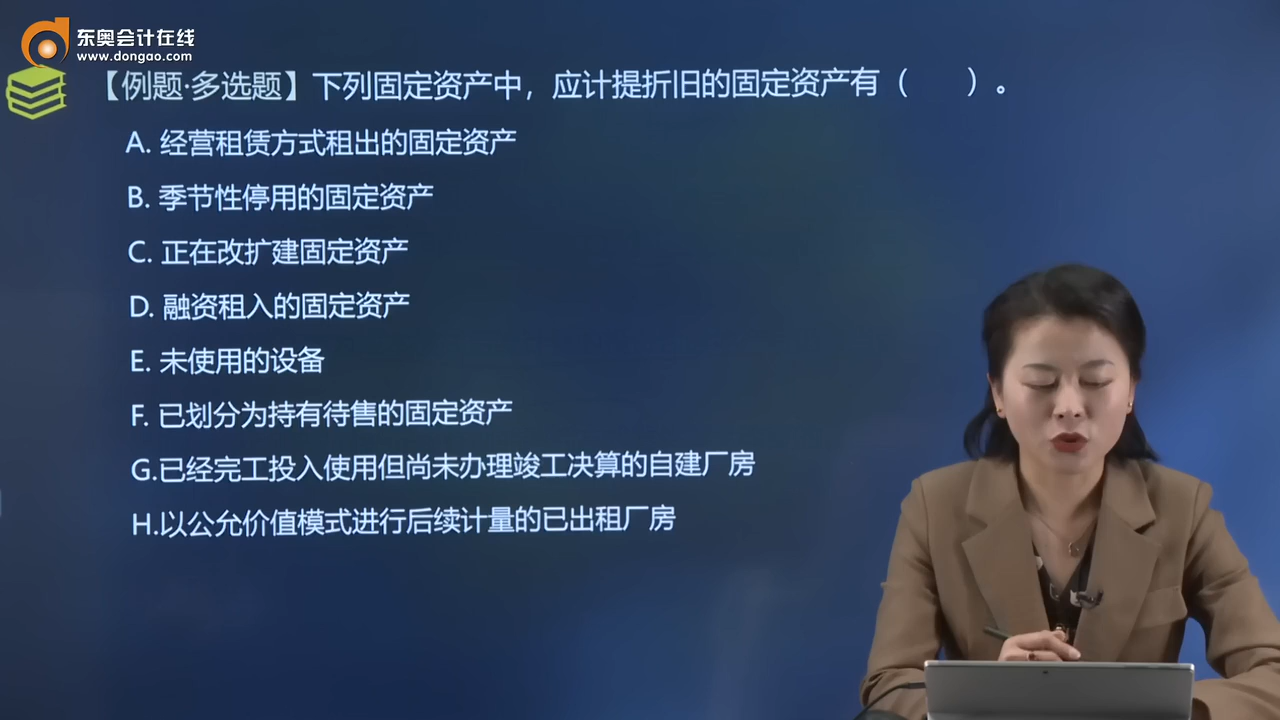 东奥会计在线
www.dongao.com
【例题·多选题】下列固定资产中，应计提折旧的固定资产有（　　）。
A. 经营租赁方式租出的固定资产
B. 季节性停用的固定资产
C. 正在改扩建固定资产
D. 融资租入的固定资产
E. 未使用的设备
F. 已划分为持有待售的固定资产
G.已经完工投入使用但尚未办理竣工决算的自建厂房
H.以公允价值模式进行后续计量的已出租厂房